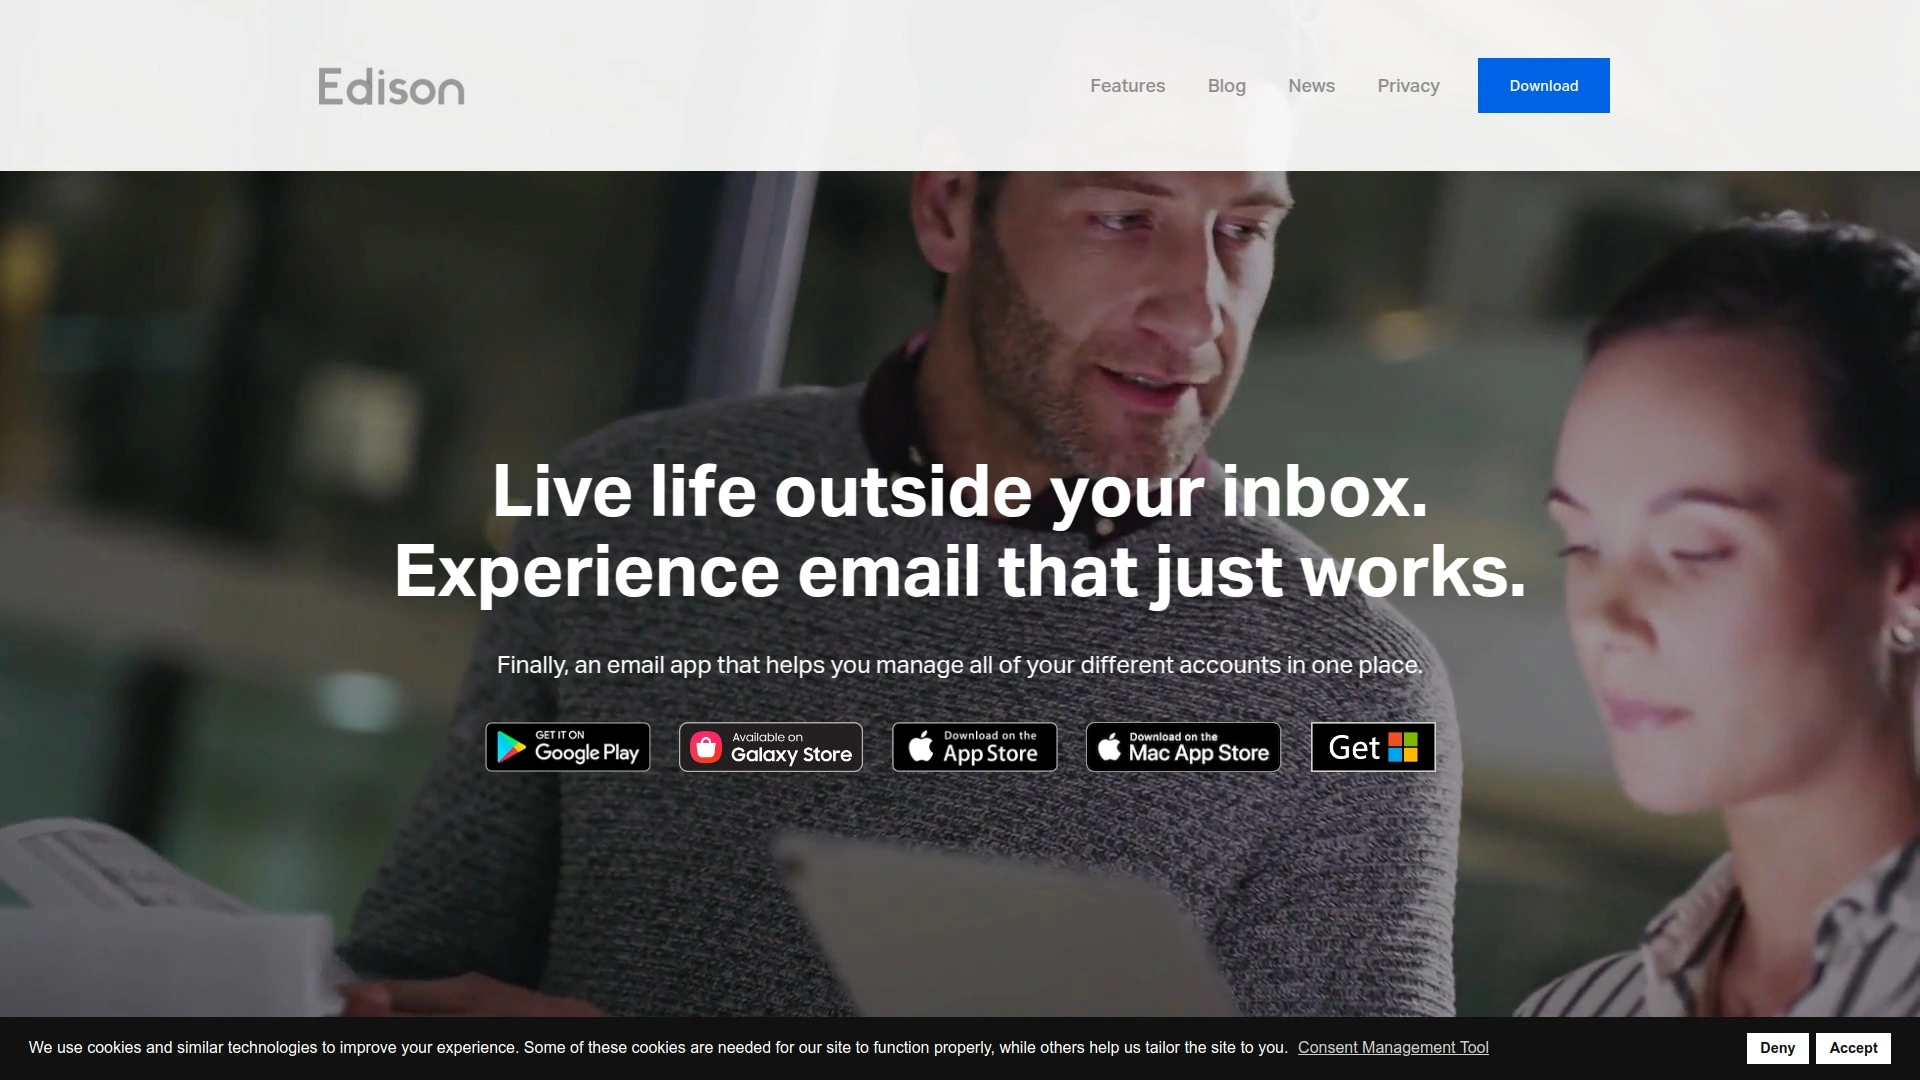 Edison
Features Blog News Privacy Download
Live life outside your inbox.
Experience email that just works.
Finally, an email app that helps you manage all of your different accounts in one place.
GET IT ON
Google Play
Available on
Galaxy Store
Download on the
App Store
Download on the
Mac App Store
Get
We use cookies and similar technologies to improve your experience. Some of these cookies are needed for our site to function properly, while others help us tailor the site to you. Consent Management Tool
Deny Accept